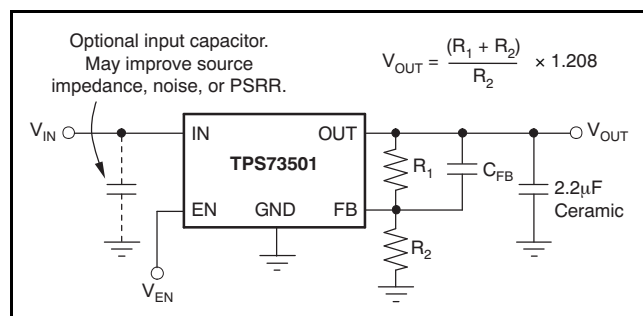 Optional input capacitor.
May improve source
impedance, noise, or PSRR.
V_OUT = (R_1 + R_2) / R_2 × 1.208
V_IN
IN
OUT
V_OUT
TPS73501
R_1
C_FB
2.2μF
Ceramic
EN
GND
FB
R_2
V_EN